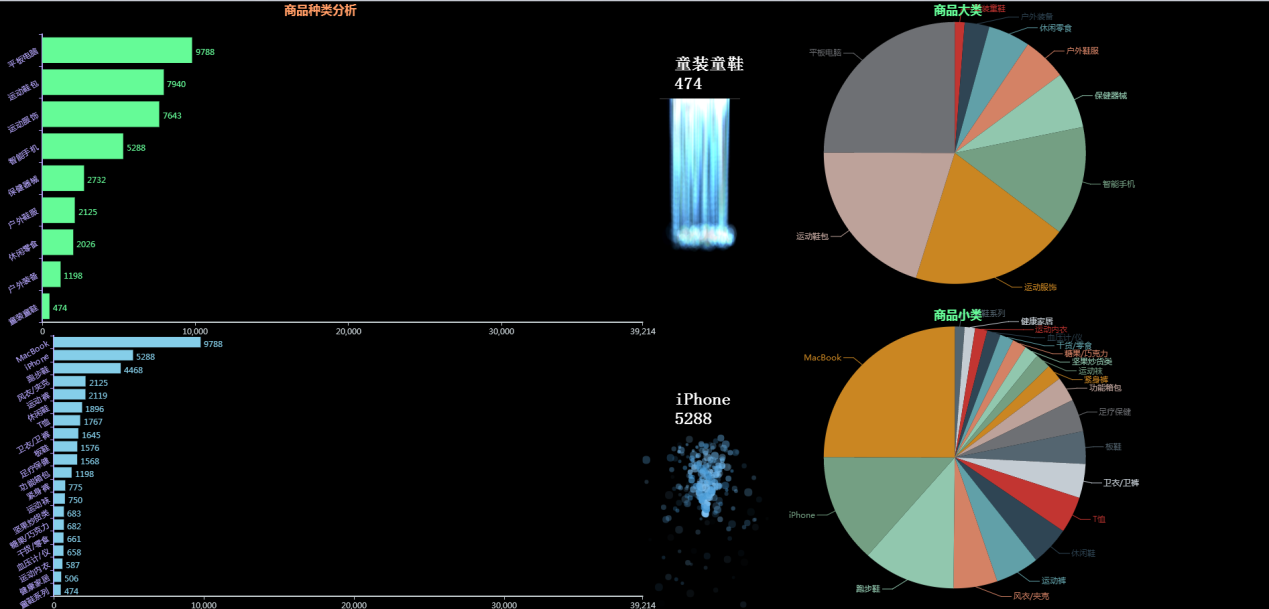 商品种类分析
平板电脑
9788
运动鞋包
7940
运动服饰
7643
智能手机
5288
保健器械
2732
户外鞋服
2125
休闲零食
2026
户外装备
1198
童装童鞋
474
0
10,000
20,000
30,000
39,214
MacBook
9788
iPhone
5288
跑步鞋
4468
风衣/夹克
2125
运动裤
2119
休闲鞋
1896
T恤
1767
卫衣/卫裤
1645
板鞋
1576
足疗保健
1568
功能箱包
1198
紧身裤
775
运动袜
750
坚果炒货类
683
糖果/巧克力
682
干货/零食
661
血压计/仪
658
运动内衣
587
健康家居
506
童鞋系列
474
0
10,000
20,000
30,000
39,214
童装童鞋
474
iPhone
5288
商品大类
装童鞋
户外装备
休闲零食
户外鞋服
保健器械
智能手机
运动服饰
运动鞋包
平板电脑
商品小类
鞋系列
健康家居
运动内衣
血压计/仪
干货/零食
糖果/巧克力
坚果炒货类
运动袜
紧身裤
功能箱包
足疗保健
板鞋
卫衣/卫裤
T恤
休闲鞋
运动裤
风衣/夹克
跑步鞋
iPhone
MacBook